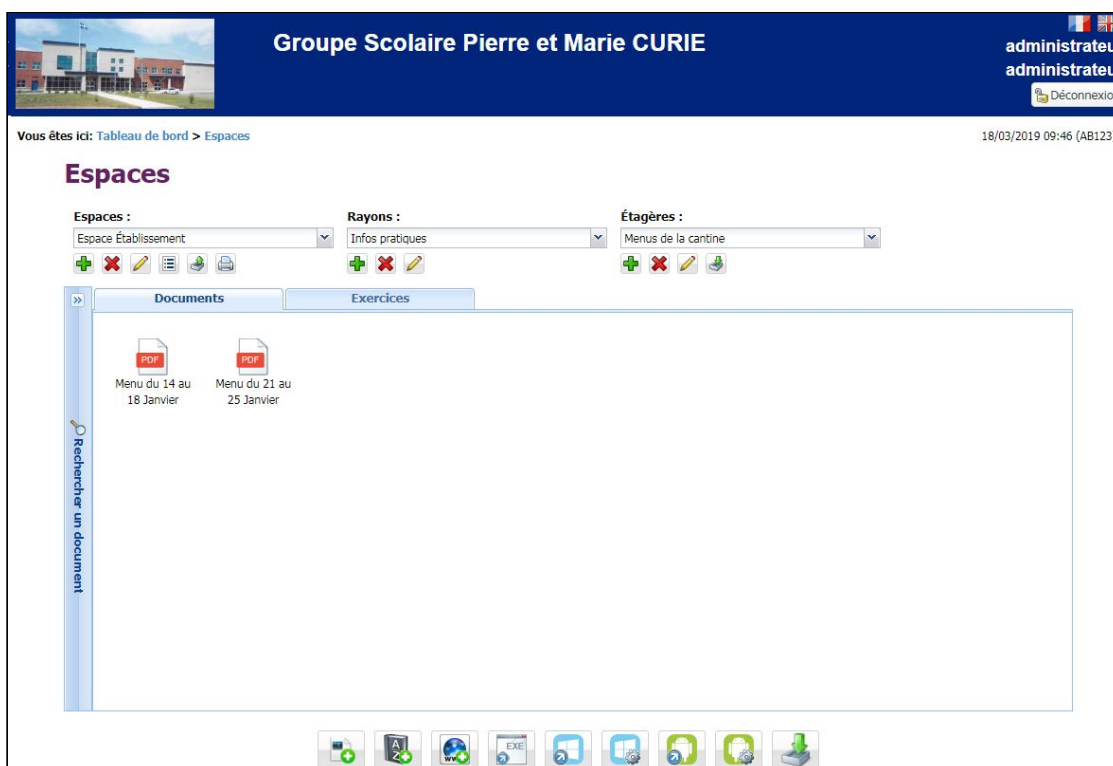 Groupe Scolaire Pierre et Marie CURIE
administrateu
administrateu
Déconnexio
Vous êtes ici: Tableau de bord > Espaces
18/03/2019 09:46 (AB123)
Espaces
Espaces :
Rayons :
Étagères :
Espace Établissement
Infos pratiques
Menus de la cantine
Documents
Exercices
PDF
PDF
Menu du 14 au
18 Janvier
Menu du 21 au
25 Janvier
Rechercher un document
A
Z
WW
EXE